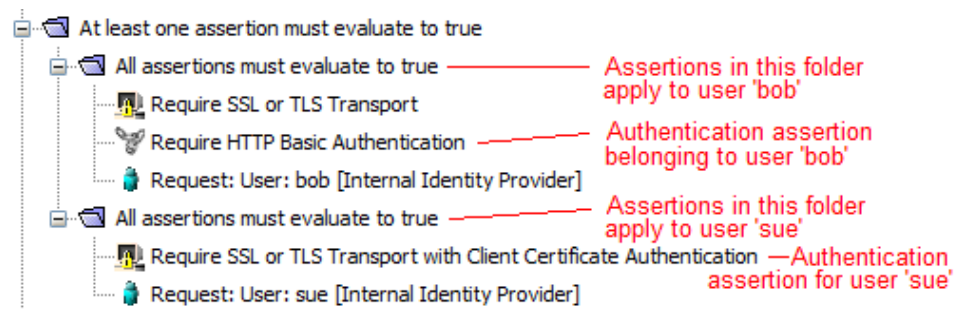 At least one assertion must evaluate to true
All assertions must evaluate to true
Assertions in this folder
apply to user 'bob'
Require SSL or TLS Transport
Require HTTP Basic Authentication
Authentication assertion
belonging to user 'bob'
Request: User: bob [Internal Identity Provider]
All assertions must evaluate to true
Assertions in this folder
apply to user 'sue'
Require SSL or TLS Transport with Client Certificate Authentication
Authentication
assertion for user 'sue'
Request: User: sue [Internal Identity Provider]